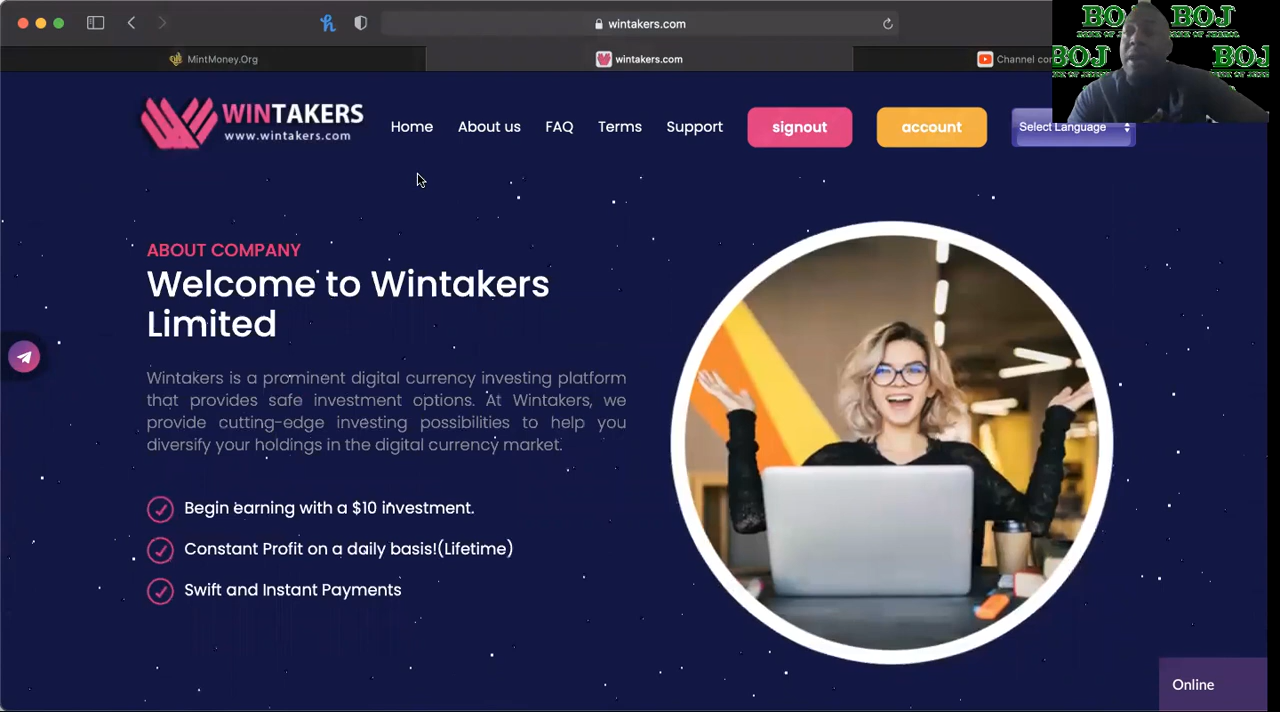 wintakers.com
MintMoney.Org
wintakers.com
Channel con
BOJ BOJ
BOJ BOJ
WINTAKERS
www.wintakers.com
Home
About us
FAQ
Terms
Support
signout
account
Select Language
ABOUT COMPANY
Welcome to Wintakers
Limited
Wintakers is a prominent digital currency investing platform
that provides safe investment options. At Wintakers, we
provide cutting-edge investing possibilities to help you
diversify your holdings in the digital currency market.
Begin earning with a $10 investment.
Constant Profit on a daily basis!(Lifetime)
Swift and Instant Payments
Online